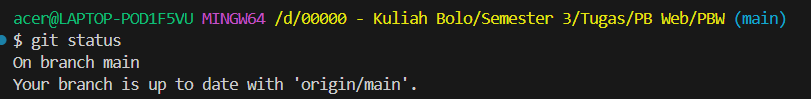 acer@LAPTOP-POD1F5VU MINGW64 /d/00000 - Kuliah Bolo/Semester 3/Tugas/PB Web/PBW (main)
$ git status
On branch main
Your branch is up to date with 'origin/main'.